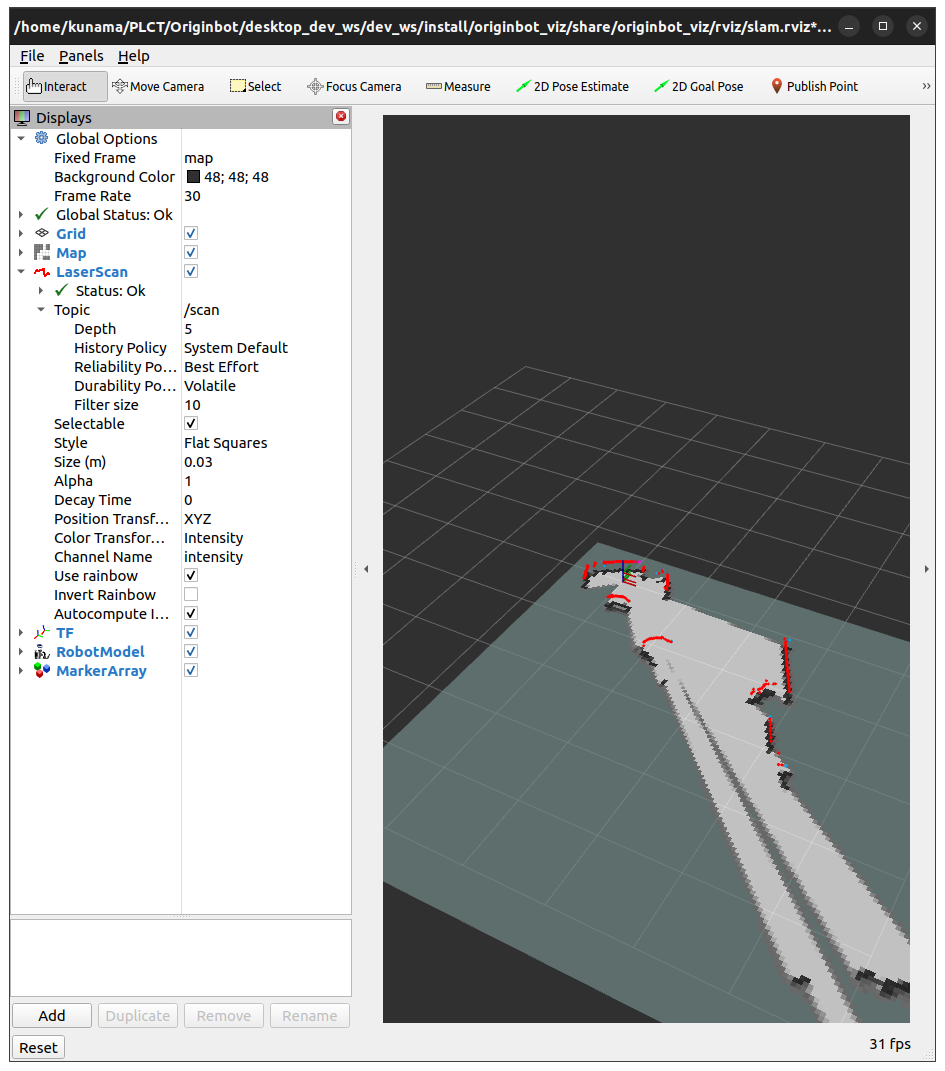 /home/kunama/PLCT/Originbot/desktop_dev_ws/dev_ws/install/originbot_viz/share/originbot_viz/rviz/slam.rviz*...
File Panels Help
Interact Move Camera Select Focus Camera Measure 2D Pose Estimate 2D Goal Pose Publish Point »
Displays
Global Options
Fixed Frame map
Background Color 48; 48; 48
Frame Rate 30
Global Status: Ok
Grid
Map
LaserScan
Status: Ok
Topic /scan
Depth 5
History Policy System Default
Reliability Po... Best Effort
Durability Po... Volatile
Filter size 10
Selectable
Style Flat Squares
Size (m) 0.03
Alpha 1
Decay Time 0
Position Transf... XYZ
Color Transfor... Intensity
Channel Name intensity
Use rainbow
Invert Rainbow
Autocompute I...
TF
RobotModel
MarkerArray
Add Duplicate Remove Rename
Reset 31 fps